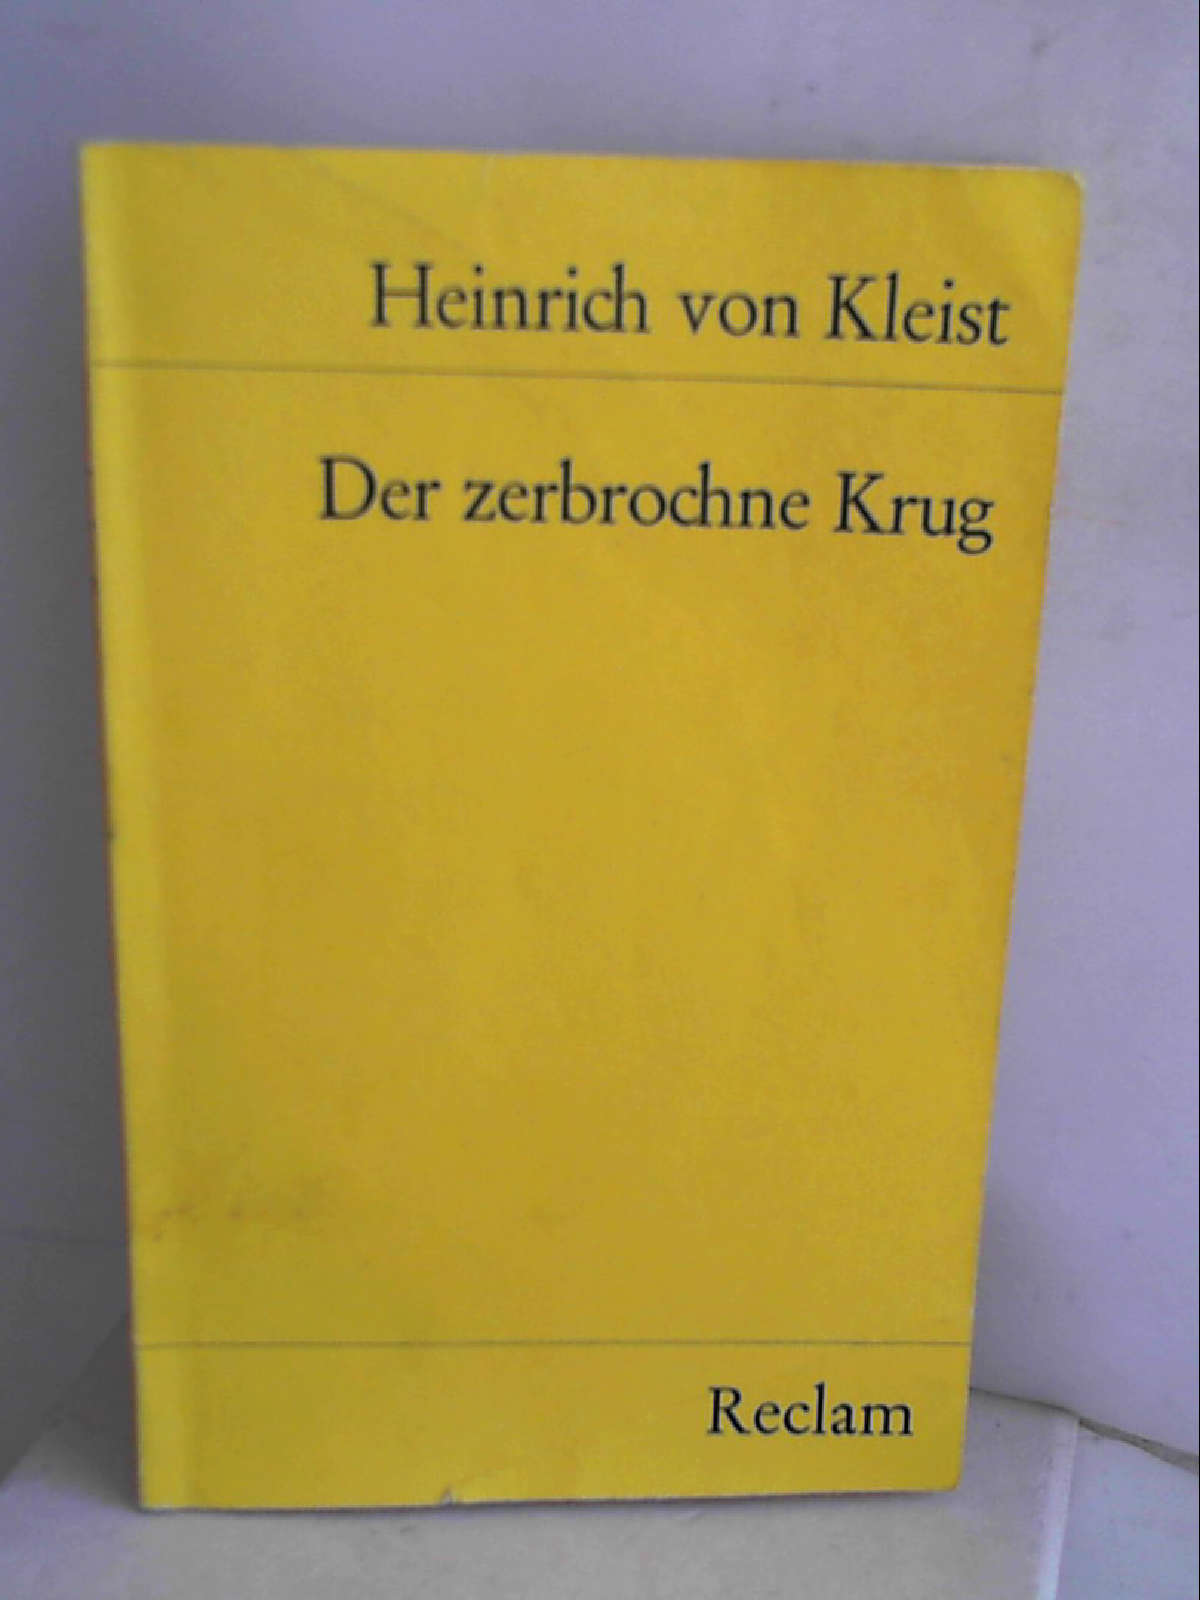 Heinrich von Kleist
Der zerbrochne Krug
Reclam